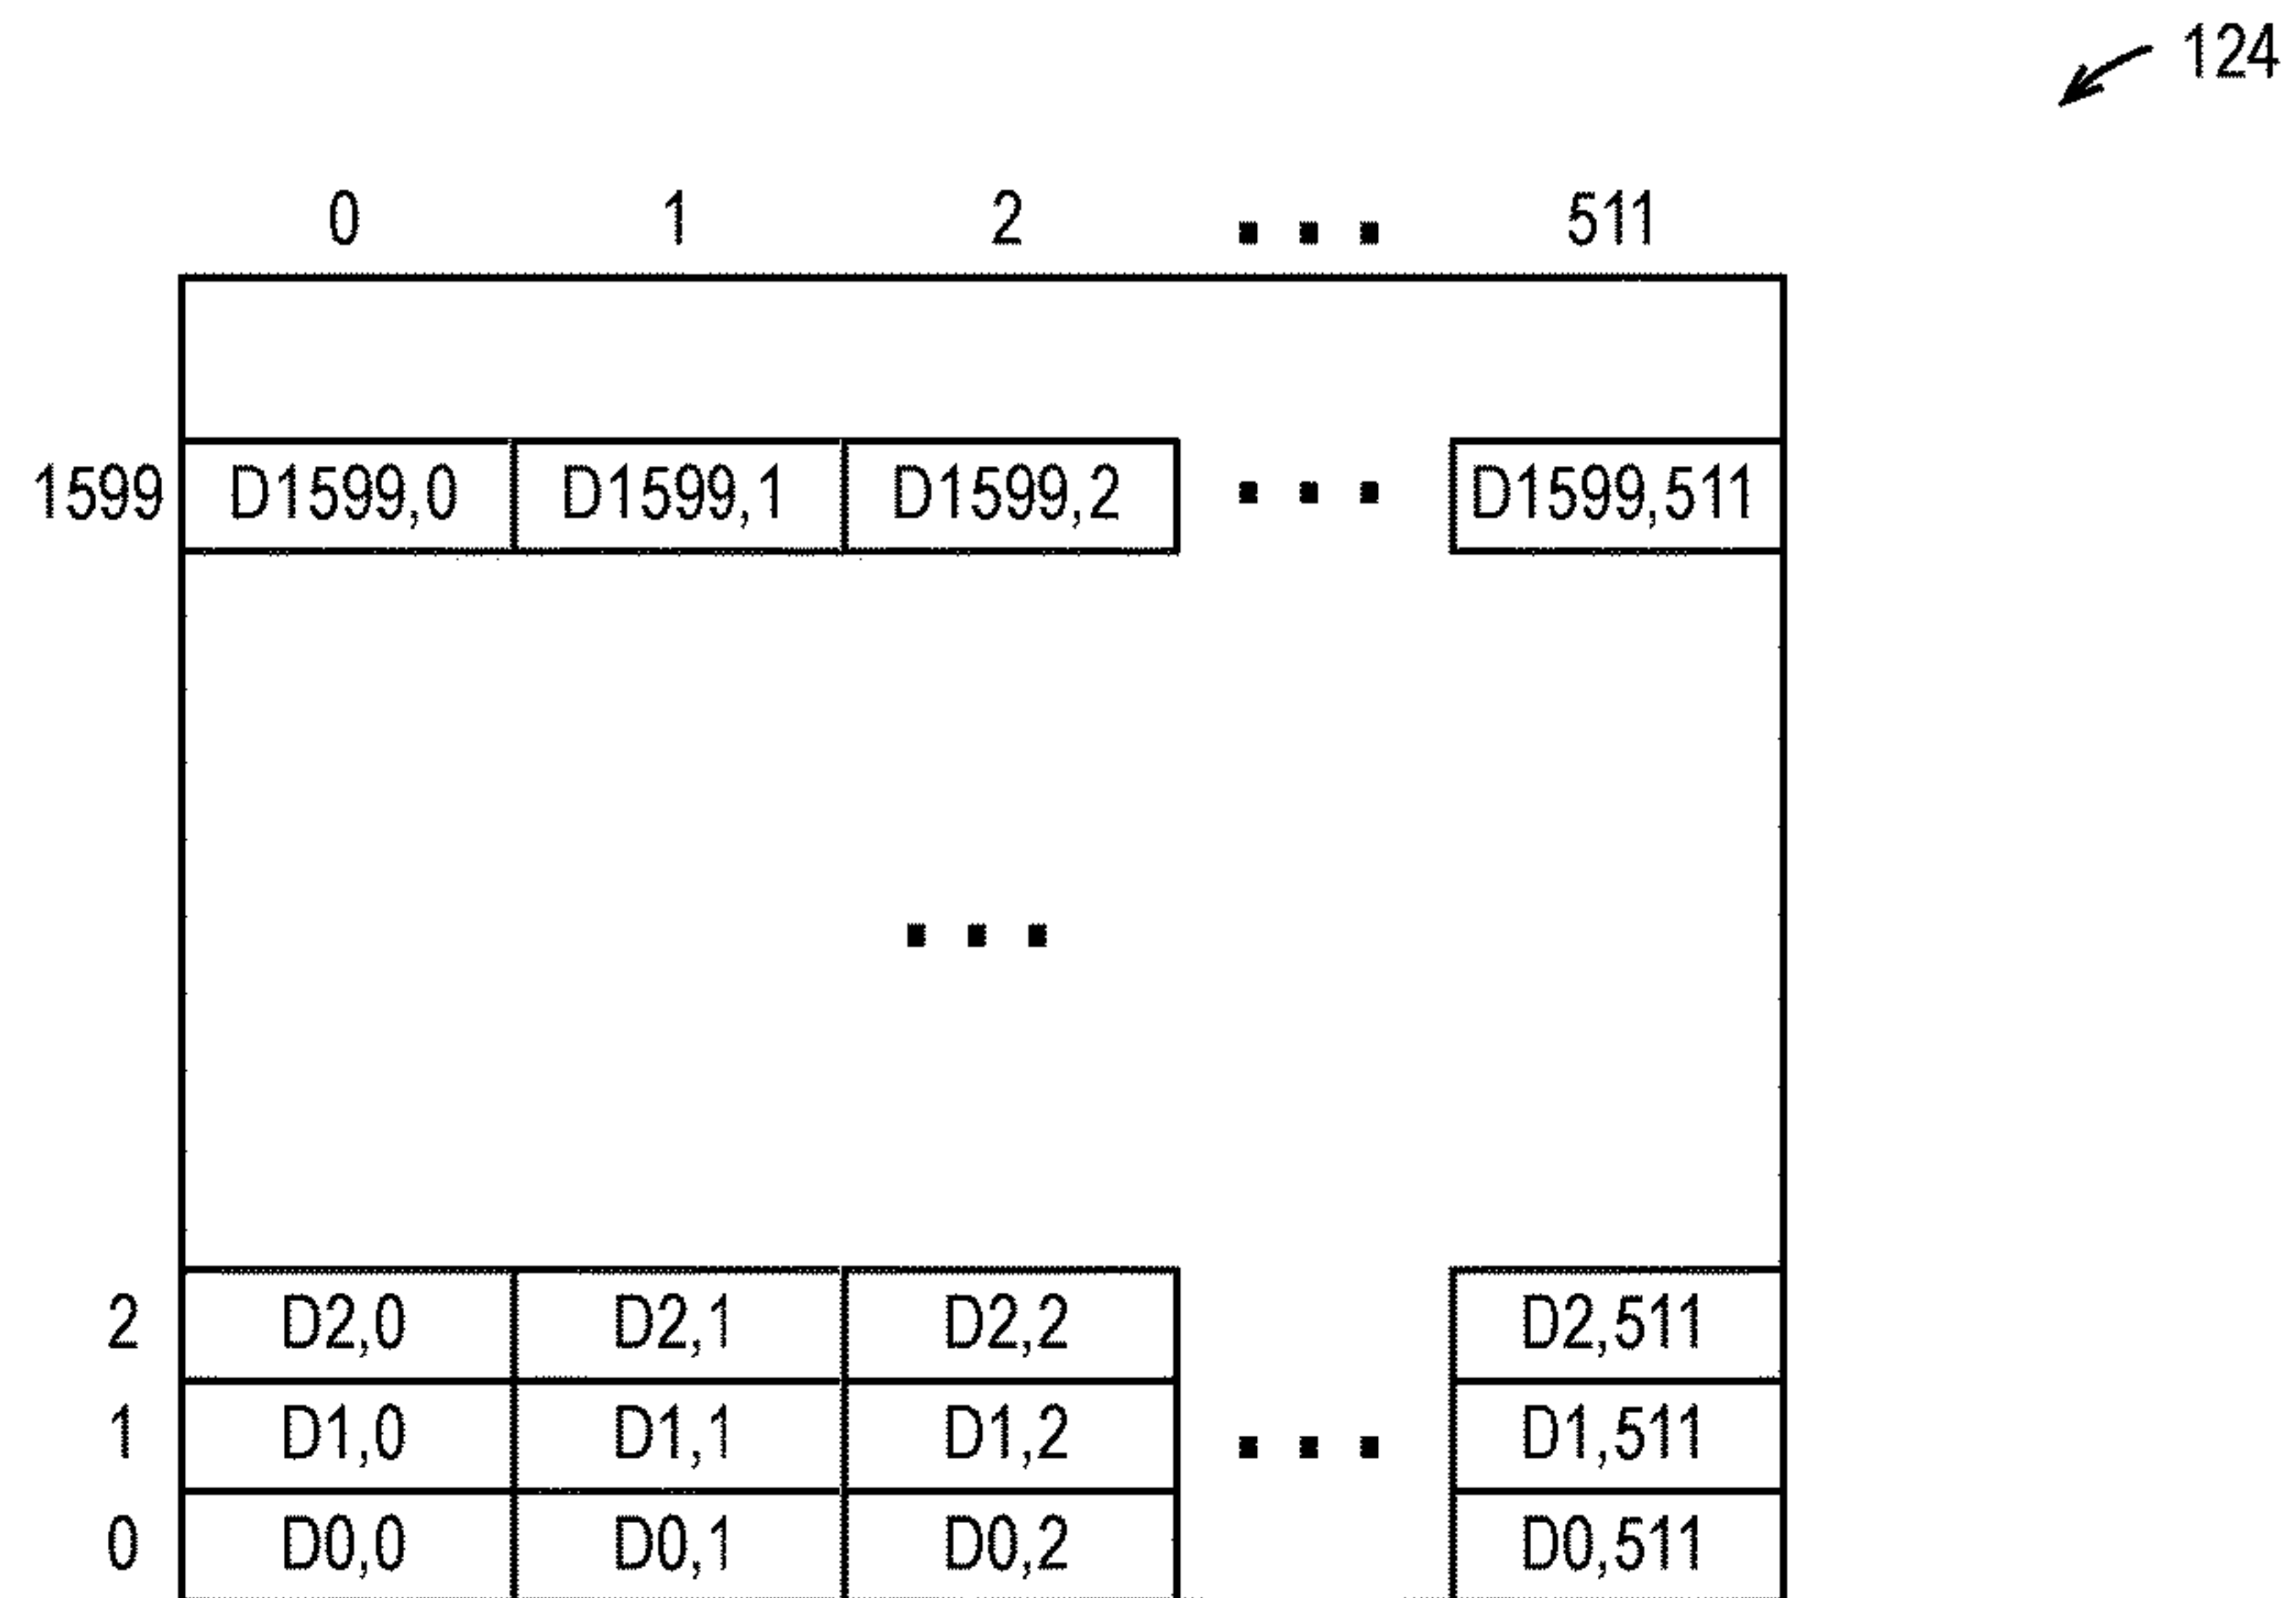 124
0 1 2 ... 511
1599 D1599,0 D1599,1 D1599,2 ... D1599,511
...
2 D2,0 D2,1 D2,2 D2,511
1 D1,0 D1,1 D1,2 ... D1,511
0 D0,0 D0,1 D0,2 D0,511